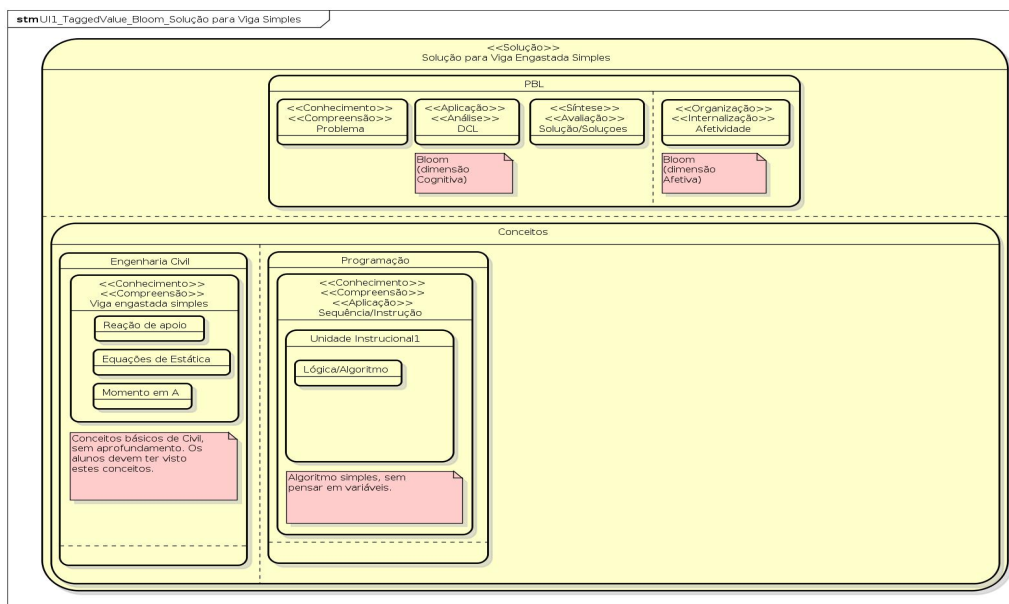 stm UI1_TaggedValue_Bloom_Solução para Viga Simples
<<Solução>>
Solução para Viga Engastada Simples
PBL
<<Conhecimento>>
<<Compreensão>>
Problema
<<Aplicação>>
<<Análise>>
DCL
<<Síntese>>
<<Avaliação>>
Solução/Soluçoes
<<Organização>>
<<Internalização>>
Afetividade
Bloom
(dimensão
Cognitiva)
Bloom
(dimensão
Afetiva)
Conceitos
Engenharia Civil
<<Conhecimento>>
<<Compreensão>>
Viga engastada simples
Reação de apoio
Equações de Estática
Momento em A
Conceitos básicos de Civil,
sem aprofundamento. Os
alunos devem ter visto
estes conceitos.
Programação
<<Conhecimento>>
<<Compreensão>>
<<Aplicação>>
Sequência/Instrução
Unidade Instrucional1
Lógica/Algoritmo
Algoritmo simples, sem
pensar em variáveis.